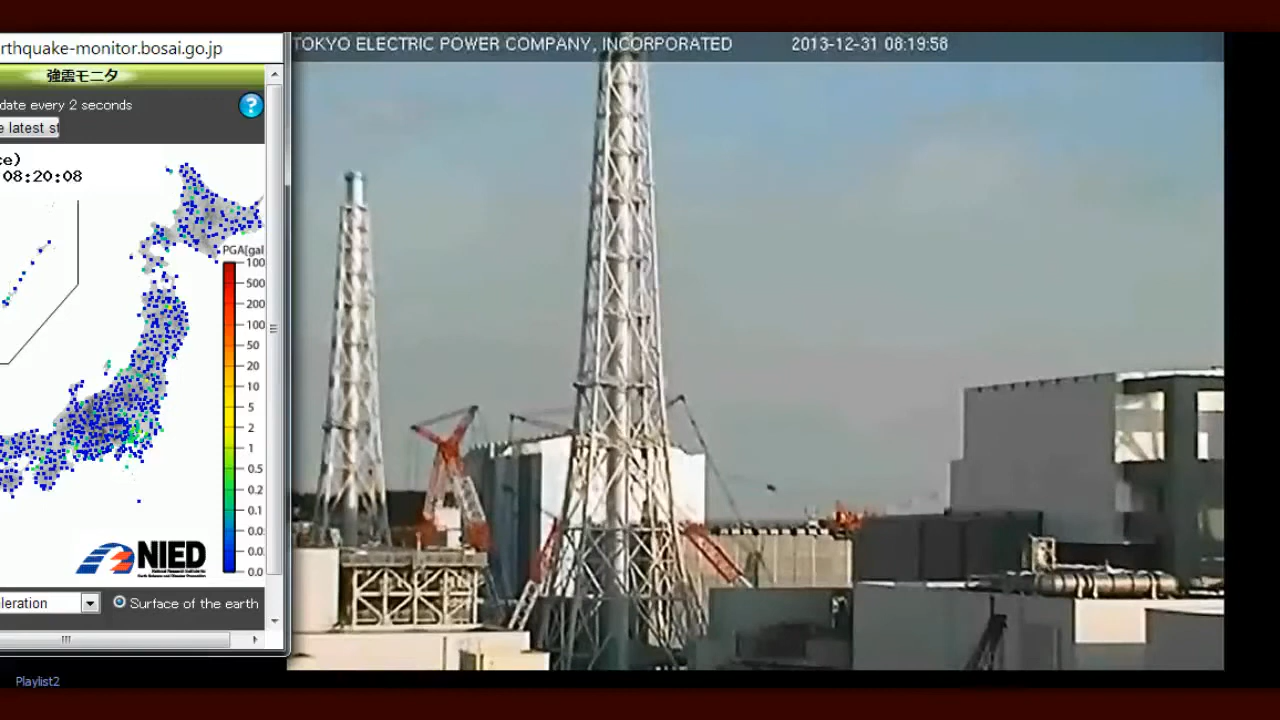 rthquake-monitor.bosai.go.jp
強震モニタ
date every 2 seconds
?
e latest st
ce)
08:20:08
PGA[gal
100
500
200
100
50
20
10
5
2
1
0.5
0.2
0.1
0.0
0.0
0.0
NIED
leration
Surface of the earth
TOKYO ELECTRIC POWER COMPANY, INCORPORATED 2013-12-31 08:19:58
Playlist2